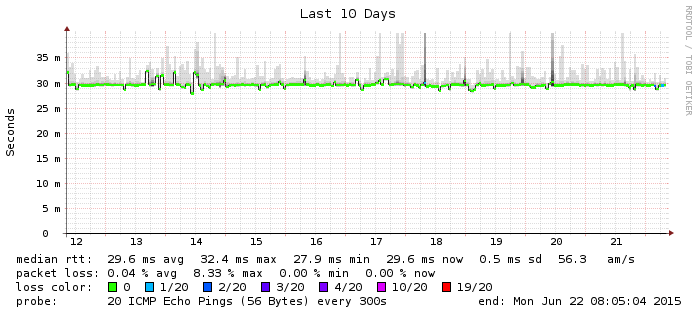 Last 10 Days
RRDTOOL / TOBI OETIKER
Seconds
35 m
30 m
25 m
20 m
15 m
10 m
5 m
0
12 13 14 15 16 17 18 19 20 21
median rtt: 29.6 ms avg 32.4 ms max 27.9 ms min 29.6 ms now 0.5 ms sd 56.3 am/s
packet loss: 0.04 % avg 8.33 % max 0.00 % min 0.00 % now
loss color: 0 1/20 2/20 3/20 4/20 10/20 19/20
probe: 20 ICMP Echo Pings (56 Bytes) every 300s end: Mon Jun 22 08:05:04 2015